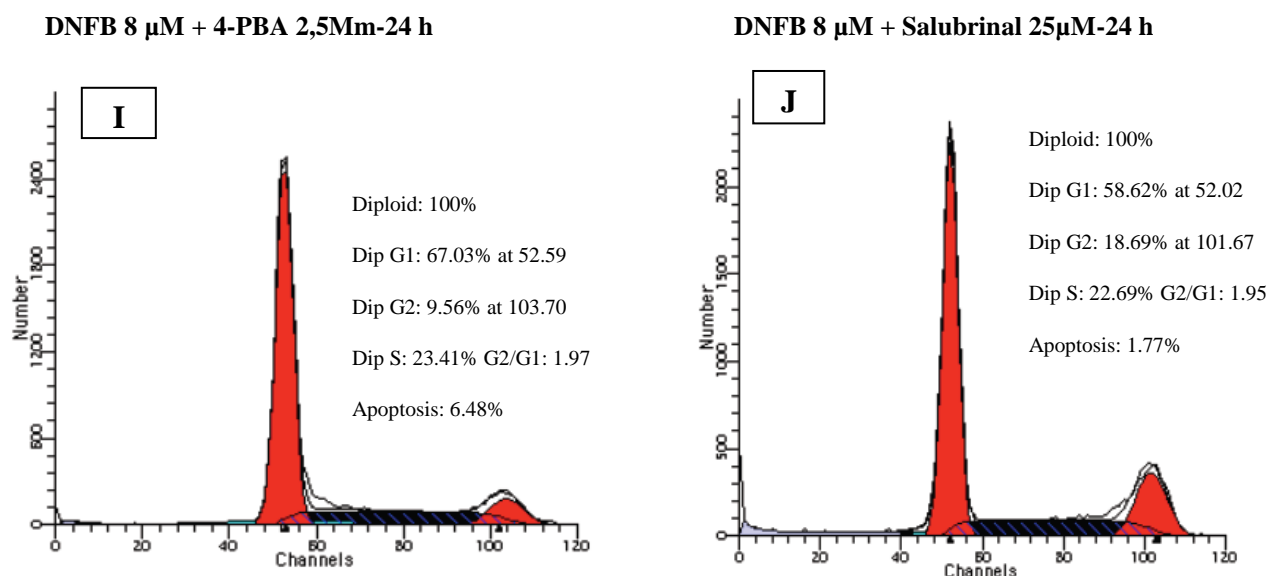 DNFB 8 µM + 4-PBA 2,5Mm-24 h
I
Number
2400
1800
1200
600
0
Diploid: 100%
Dip G1: 67.03% at 52.59
Dip G2: 9.56% at 103.70
Dip S: 23.41% G2/G1: 1.97
Apoptosis: 6.48%
0 20 40 60 80 100 120
Channels
DNFB 8 µM + Salubrinal 25µM-24 h
J
Number
2000
1500
1000
500
0
Diploid: 100%
Dip G1: 58.62% at 52.02
Dip G2: 18.69% at 101.67
Dip S: 22.69% G2/G1: 1.95
Apoptosis: 1.77%
0 20 40 60 80 100 120
Channels